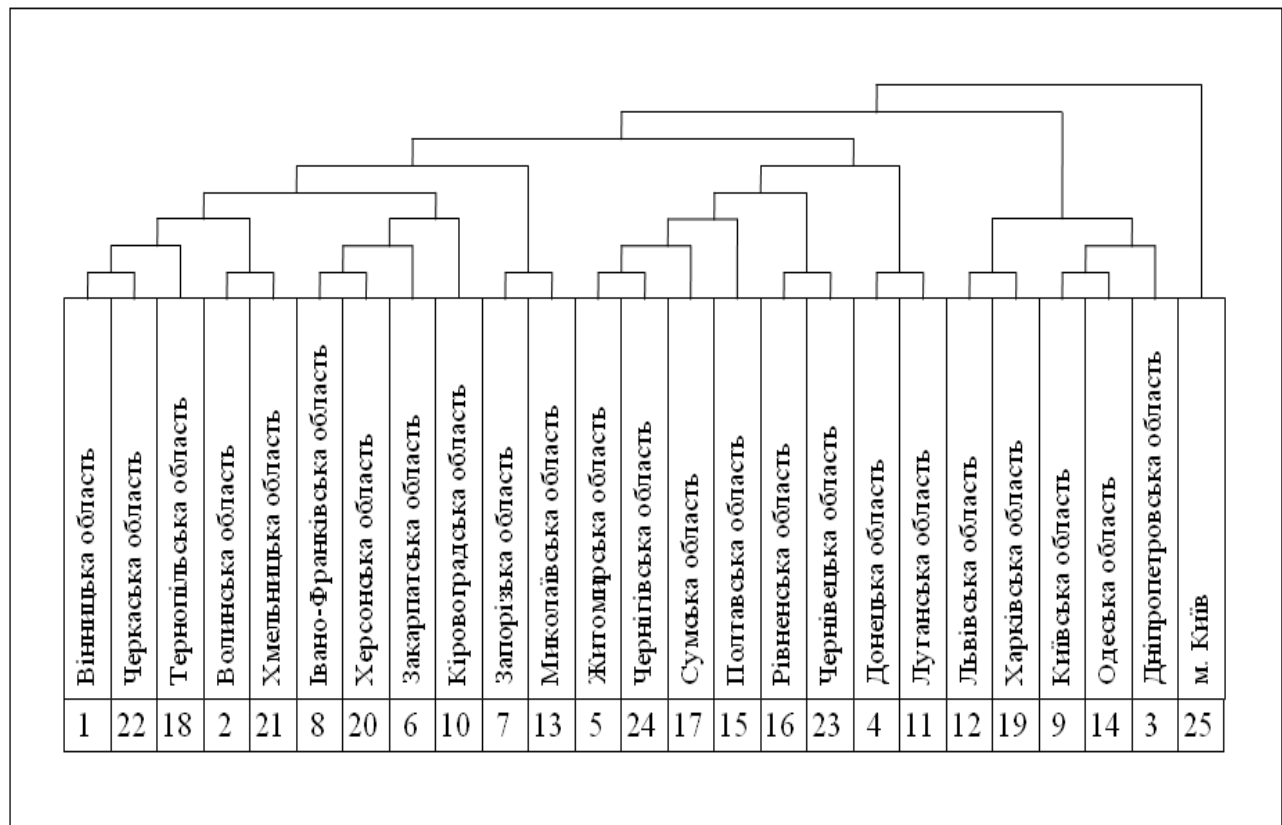 Вінницька область
Черкаська область
Тернопільська область
Волинська область
Хмельницька область
Івано-Франківська область
Херсонська область
Закарпатська область
Кіровоградська область
Запорізька область
Миколаївська область
Житомирська область
Чернігівська область
Сумська область
Полтавська область
Рівненська область
Чернівецька область
Донецька область
Луганська область
Львівська область
Харківська область
Київська область
Одеська область
Дніпропетровська область
м. Київ
1 22 18 2 21 8 20 6 10 7 13 5 24 17 15 16 23 4 11 12 19 9 14 3 25